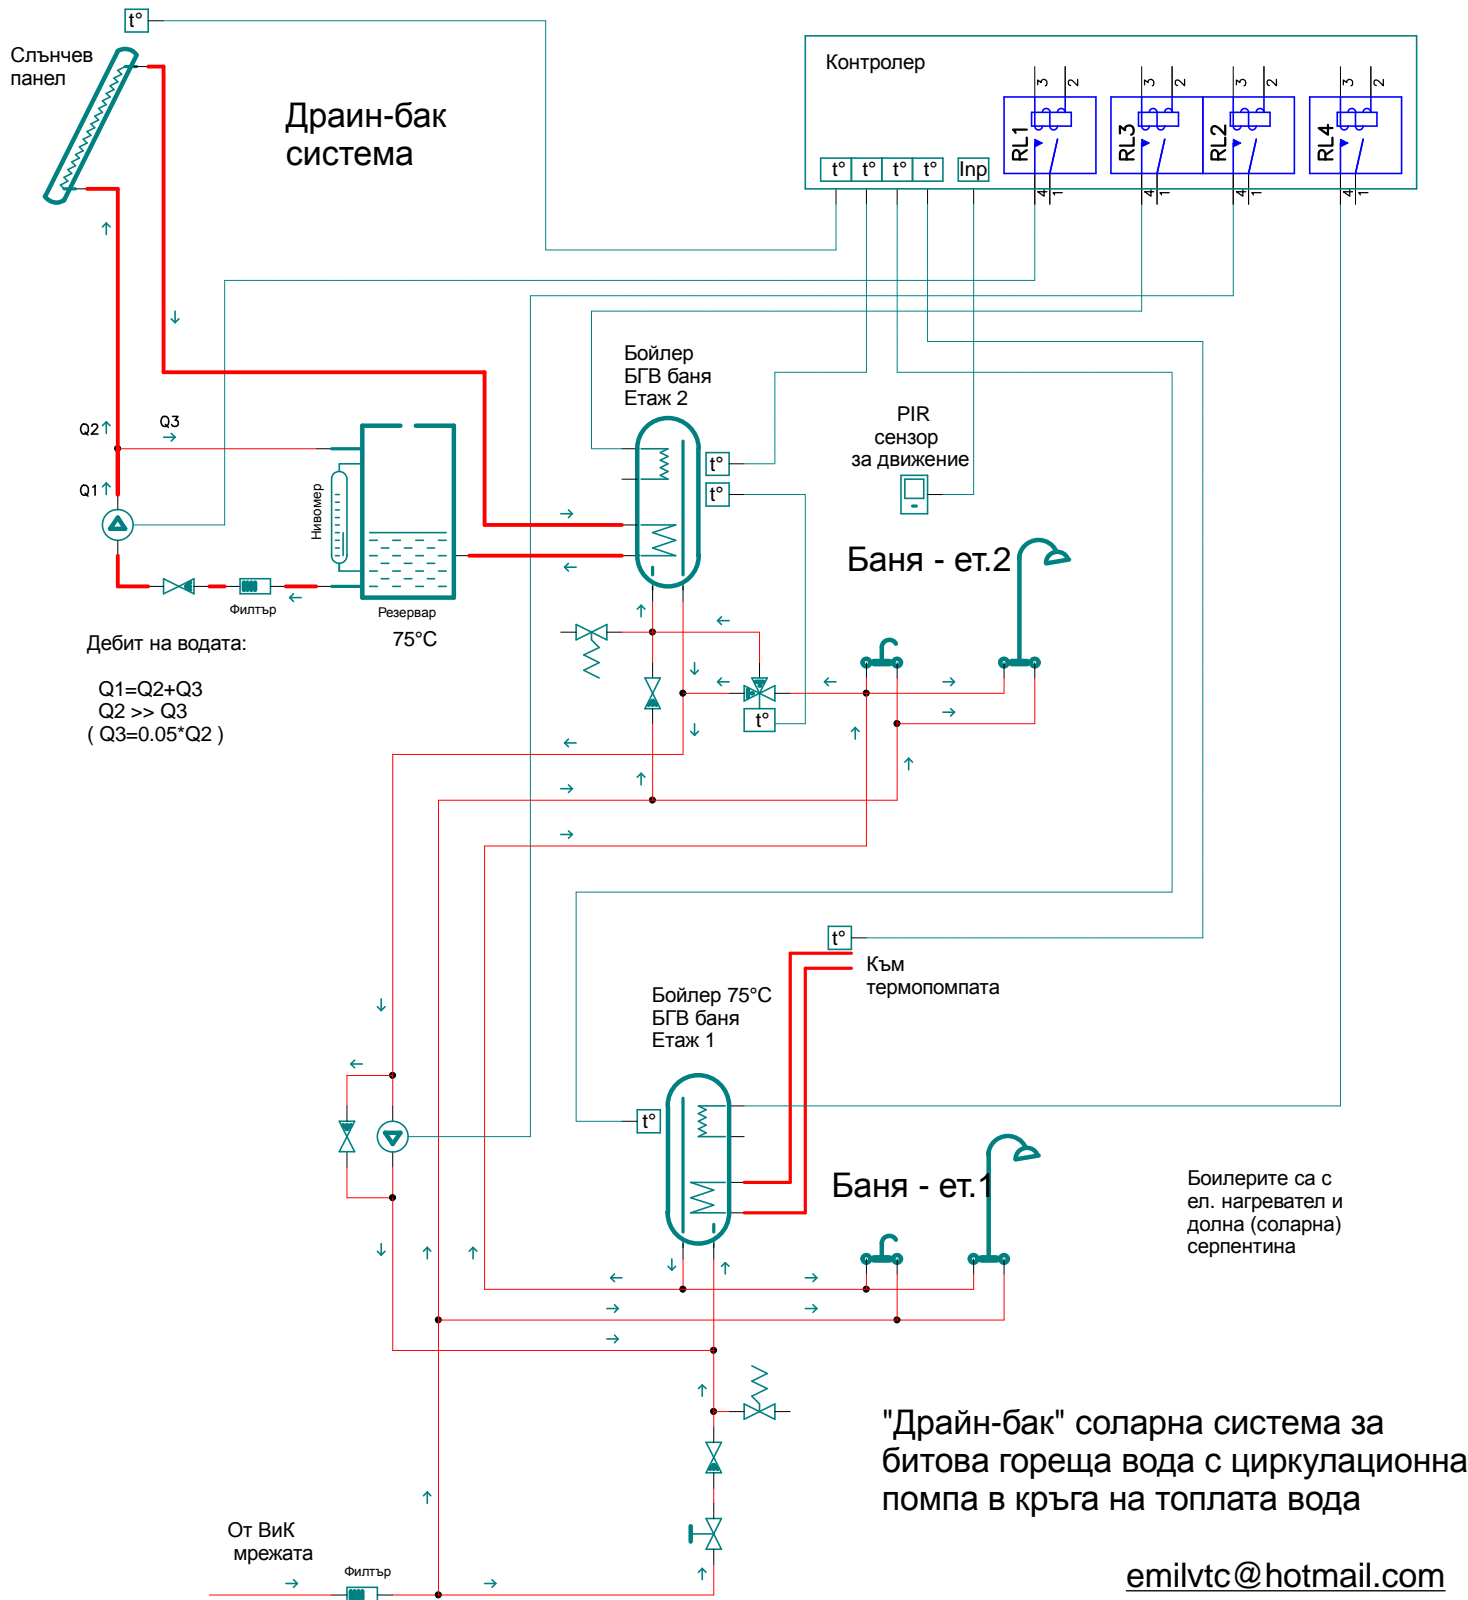 t°
Слънчев
панел
Драин-бак
система
Контролер
3
2
3
2
3
2
3
2
RL1
RL3
RL2
RL4
t°
t°
t°
t°
Inp
4
1
4
1
4
1
4
1
Бойлер
БГВ баня
Етаж 2
PIR
сензор
за движение
Q2
Q3
Q1
Нивомер
t°
t°
Филтър
Резервар
75°C
Баня - ет.2
Дебит на водата:
Q1=Q2+Q3
Q2 >> Q3
( Q3=0.05*Q2 )
t°
t°
Към
термопомпата
Бойлер 75°C
БГВ баня
Етаж 1
t°
Баня - ет.1
Боилерите са с
ел. нагревател и
долна (соларна)
серпентина
"Драйн-бак" соларна система за
битова гореща вода с циркулационна
помпа в кръга на топлата вода
От ВиК
мрежата
Филтър
emilvtc@hotmail.com